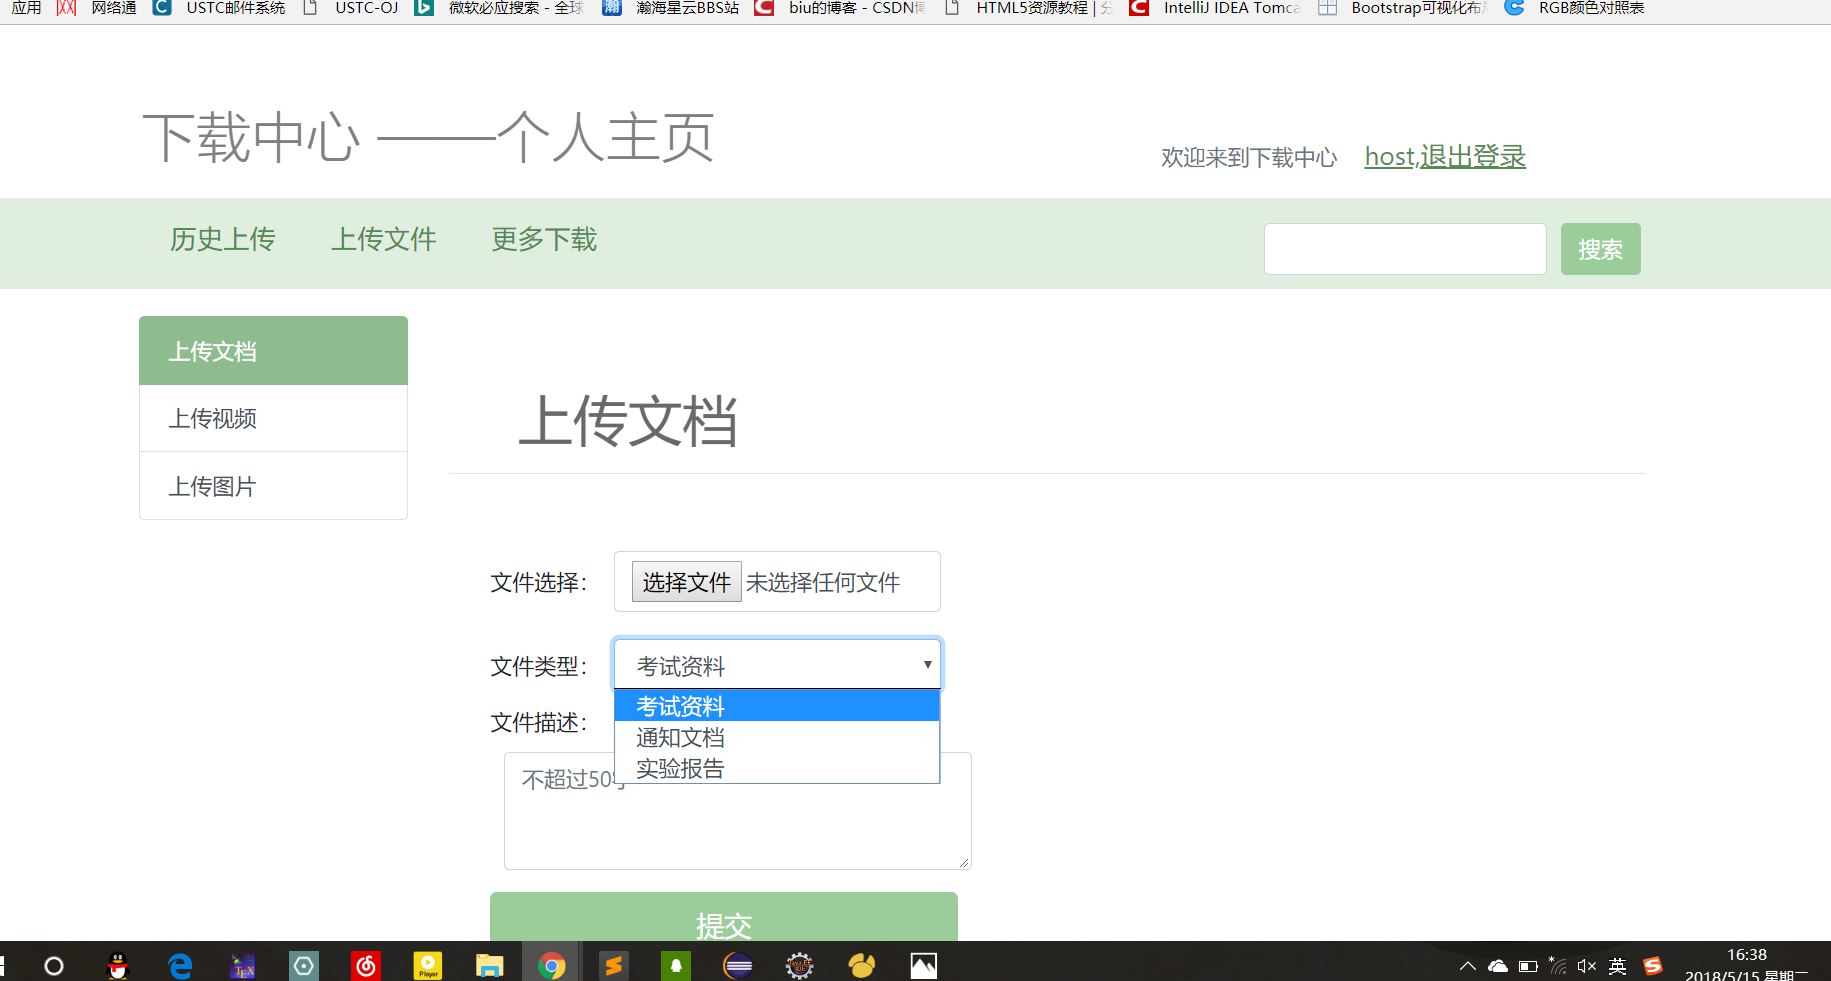 应用 网络通 USTC邮件系统 USTC-OJ 微软必应搜索 - 全球 瀚海星云BBS站 biu的博客 - CSDN博 HTML5资源教程 | 分 IntelliJ IDEA Tomca Bootstrap可视化布局 RGB颜色对照表
下载中心 ——个人主页
欢迎来到下载中心 host,退出登录
历史上传 上传文件 更多下载 搜索
上传文档
上传视频
上传图片
上传文档
文件选择： 选择文件 未选择任何文件
文件类型： 考试资料
考试资料
通知文档
实验报告
文件描述：
不超过50字
提交
英
16:38
2018/5/15 星期二